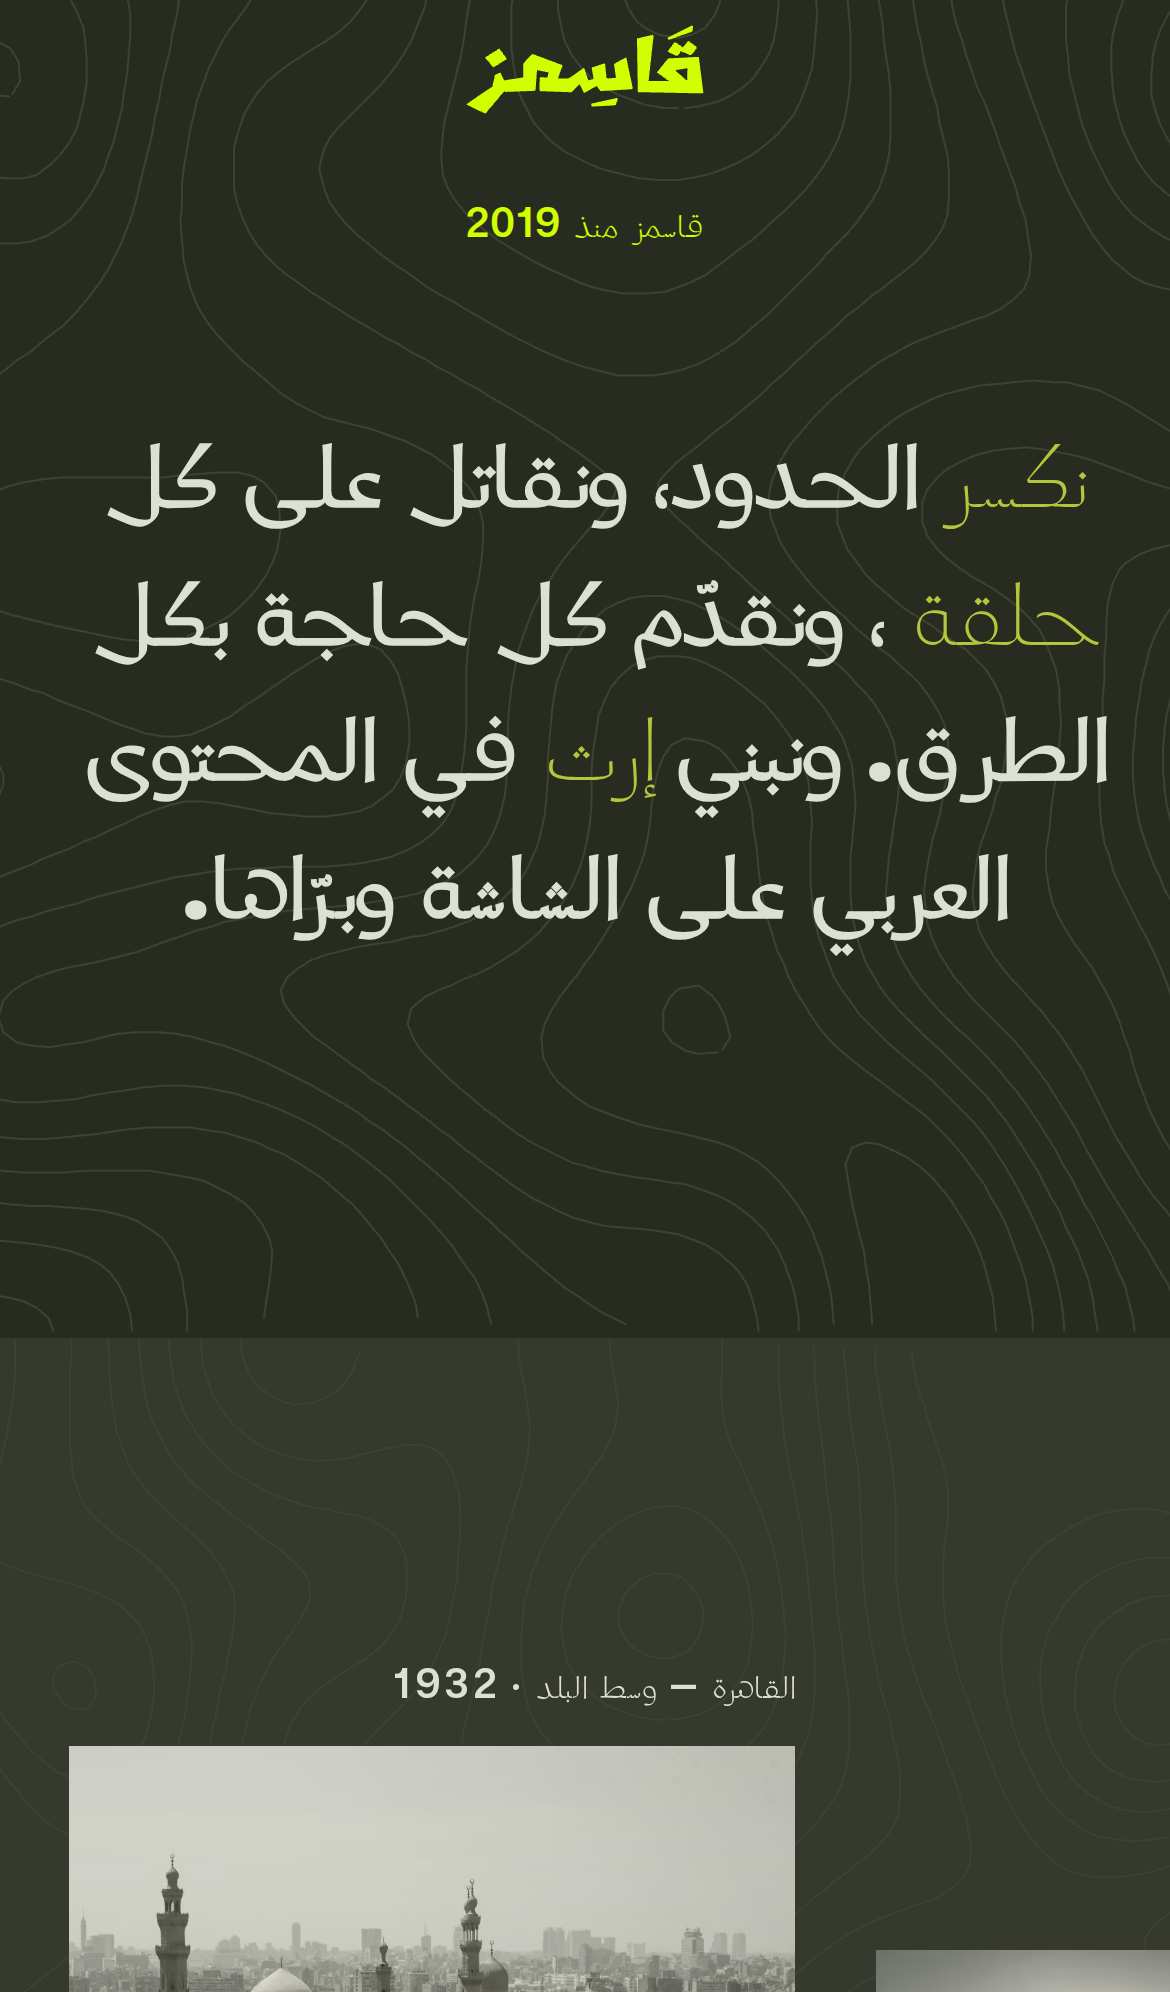 قَاسِمز
قاسمز منذ 2019
نكسر الحدود، ونقاتل على كل
حلقة ، ونقدّم كل حاجة بكل
الطرق. ونبني إرث في المحتوى
العربي على الشاشة وبرّاها.
القاهرة — وسط البلد · 1932